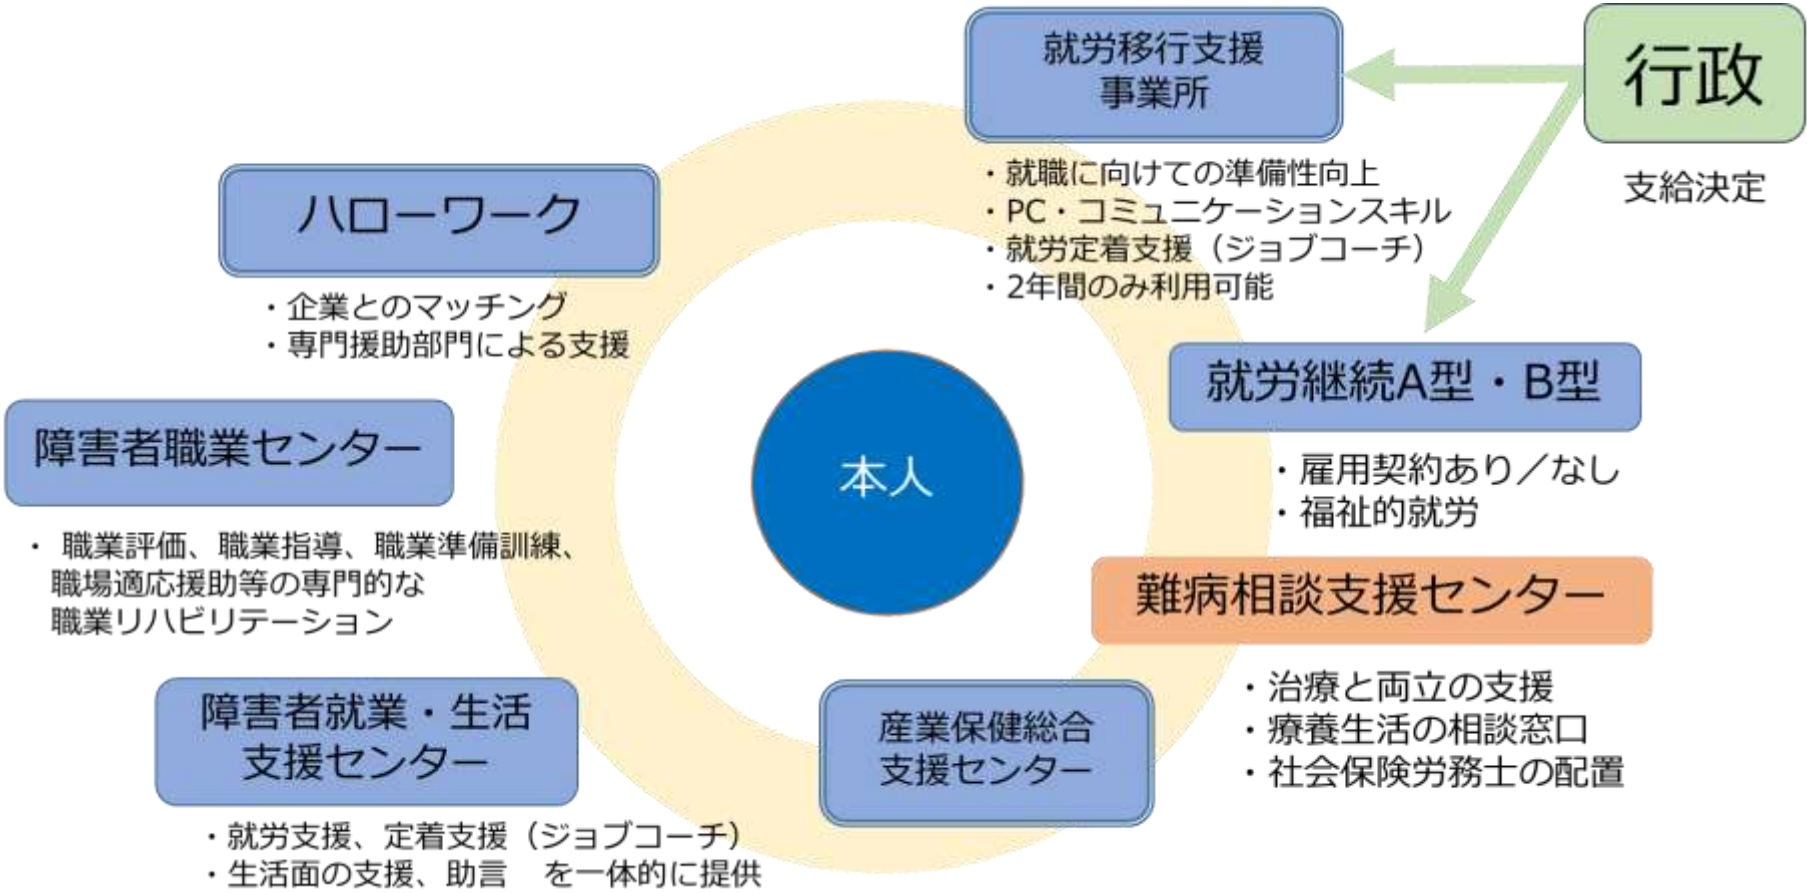 就労移行支援
事業所
・就職に向けての準備性向上
・PC・コミュニケーションスキル
・就労定着支援（ジョブコーチ）
・2年間のみ利用可能
行政
支給決定
ハローワーク
・企業とのマッチング
・専門援助部門による支援
就労継続A型・B型
・雇用契約あり／なし
・福祉的就労
障害者職業センター
・ 職業評価、職業指導、職業準備訓練、
職場適応援助等の専門的な
職業リハビリテーション
本人
難病相談支援センター
・治療と両立の支援
・療養生活の相談窓口
・社会保険労務士の配置
障害者就業・生活
支援センター
・就労支援、定着支援（ジョブコーチ）
・生活面の支援、助言　を一体的に提供
産業保健総合
支援センター